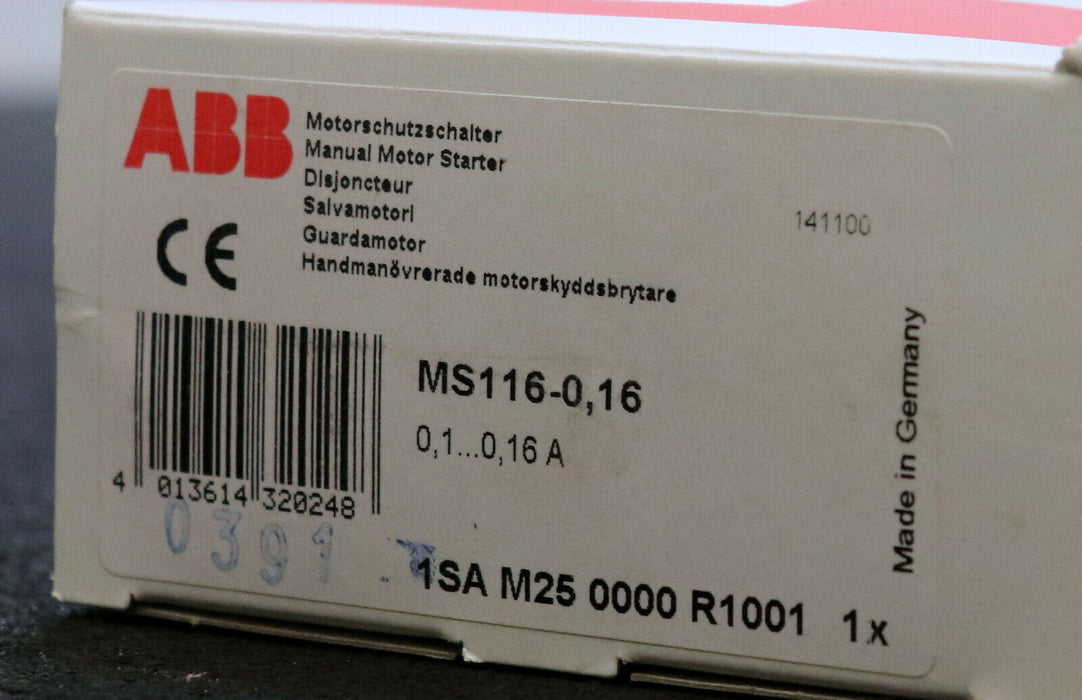 ABB
Motorschutzschalter
Manual Motor Starter
Disjoncteur
Salvamotori
Guardamotor
Handmanövrerade motorskyddsbrytare
141100
CE
MS116-0,16
0,1...0,16 A
4 013614 320248
0391
1SA M25 0000 R1001 1x
Made in Germany